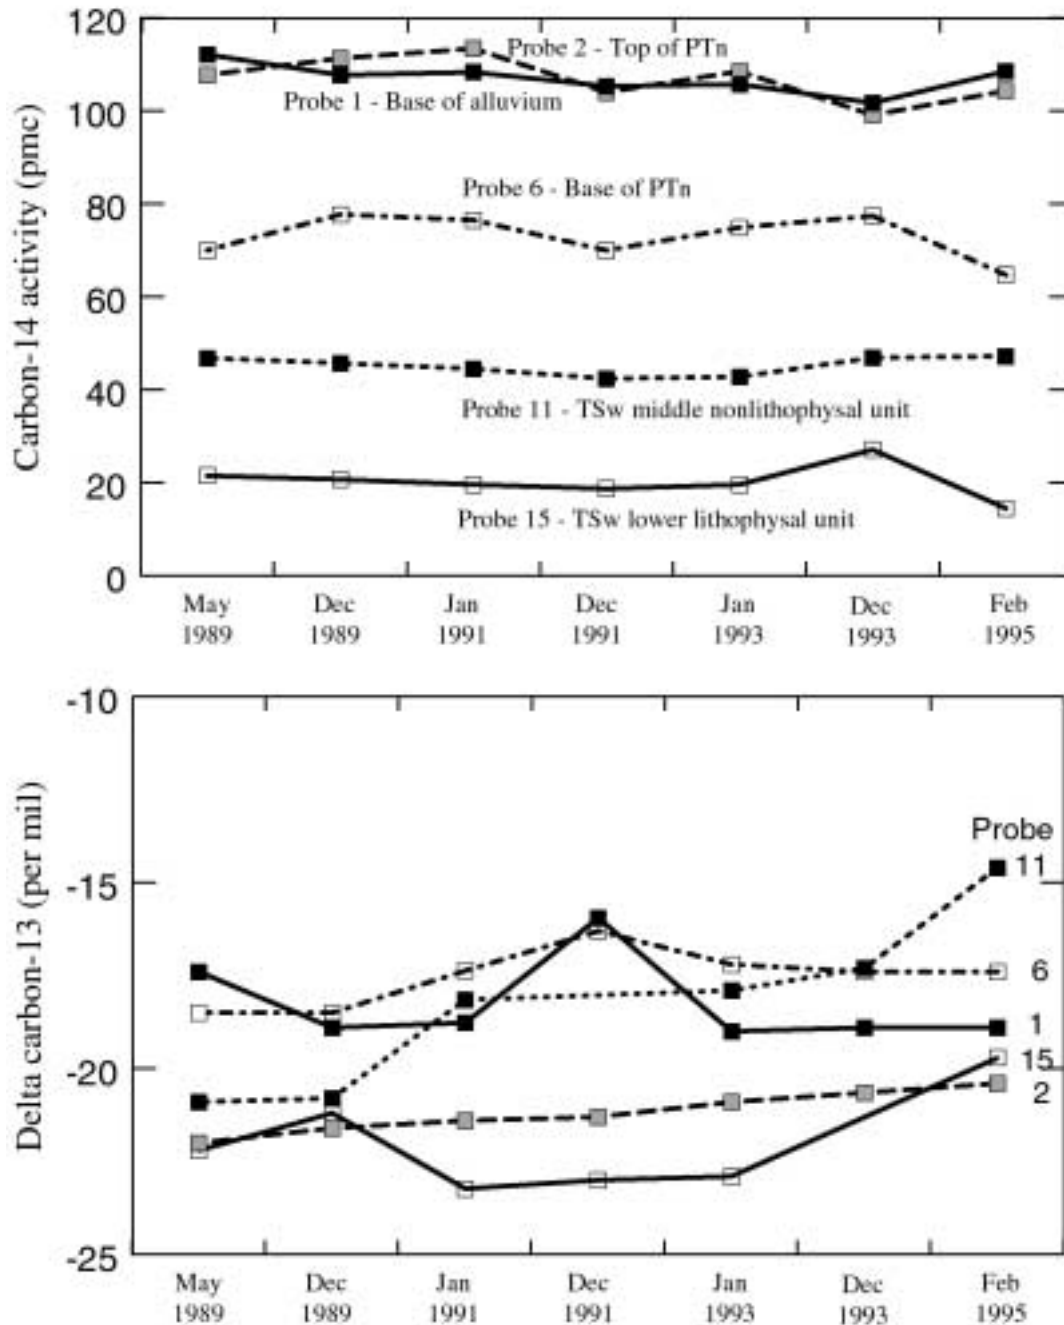 120
100
80
60
40
20
0
Carbon-14 activity (pmc)
Probe 2 - Top of PTn
Probe 1 - Base of alluvium
Probe 6 - Base of PTn
Probe 11 - TSw middle nonlithophysal unit
Probe 15 - TSw lower lithophysal unit
May Dec Jan Dec Jan Dec Feb
1989 1989 1991 1991 1993 1993 1995
-10
-15
-20
-25
Delta carbon-13 (per mil)
Probe
11
6
1
15
2
May Dec Jan Dec Jan Dec Feb
1989 1989 1991 1991 1993 1993 1995